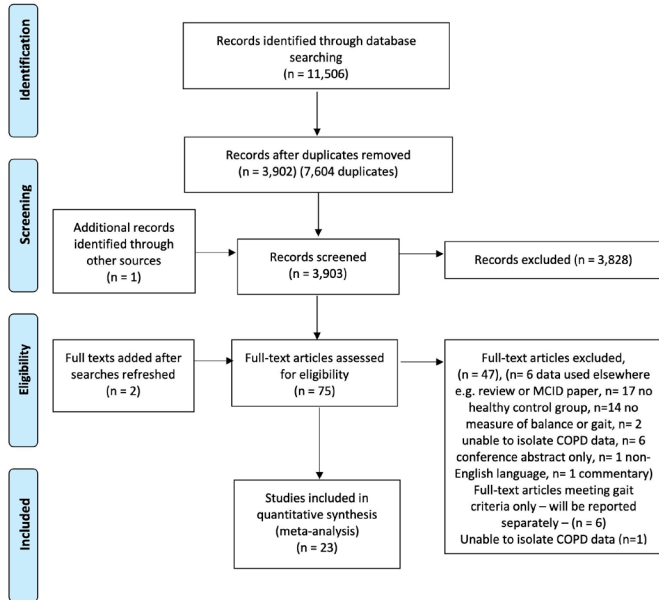 Identification
Records identified through database
searching
(n = 11,506)
Records after duplicates removed
(n = 3,902) (7,604 duplicates)
Screening
Additional records
identified through
other sources
(n = 1)
Records screened
(n = 3,903)
Records excluded (n = 3,828)
Eligibility
Full texts added after
searches refreshed
(n = 2)
Full-text articles assessed
for eligibility
(n = 75)
Full-text articles excluded,
(n = 47), (n= 6 data used elsewhere
e.g. review or MCID paper, n= 17 no
healthy control group, n=14 no
measure of balance or gait, n= 2
unable to isolate COPD data, n= 6
conference abstract only, n= 1 non-
English language, n= 1 commentary)
Full-text articles meeting gait
criteria only – will be reported
separately – (n = 6)
Unable to isolate COPD data (n=1)
Included
Studies included in
quantitative synthesis
(meta-analysis)
(n = 23)